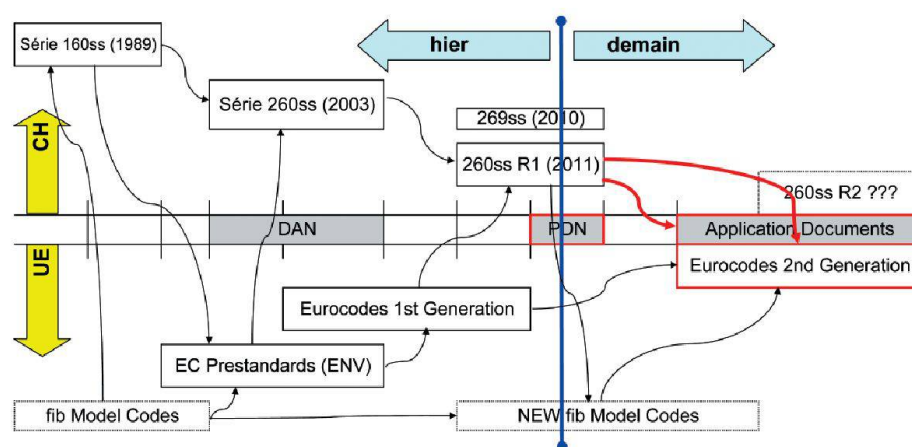 hier
demain
Série 160ss (1989)
Série 260ss (2003)
269ss (2010)
260ss R1 (2011)
260ss R2 ???
CH
DAN
PDN
Application Documents
UE
Eurocodes 2nd Generation
Eurocodes 1st Generation
EC Prestandards (ENV)
fib Model Codes
NEW fib Model Codes